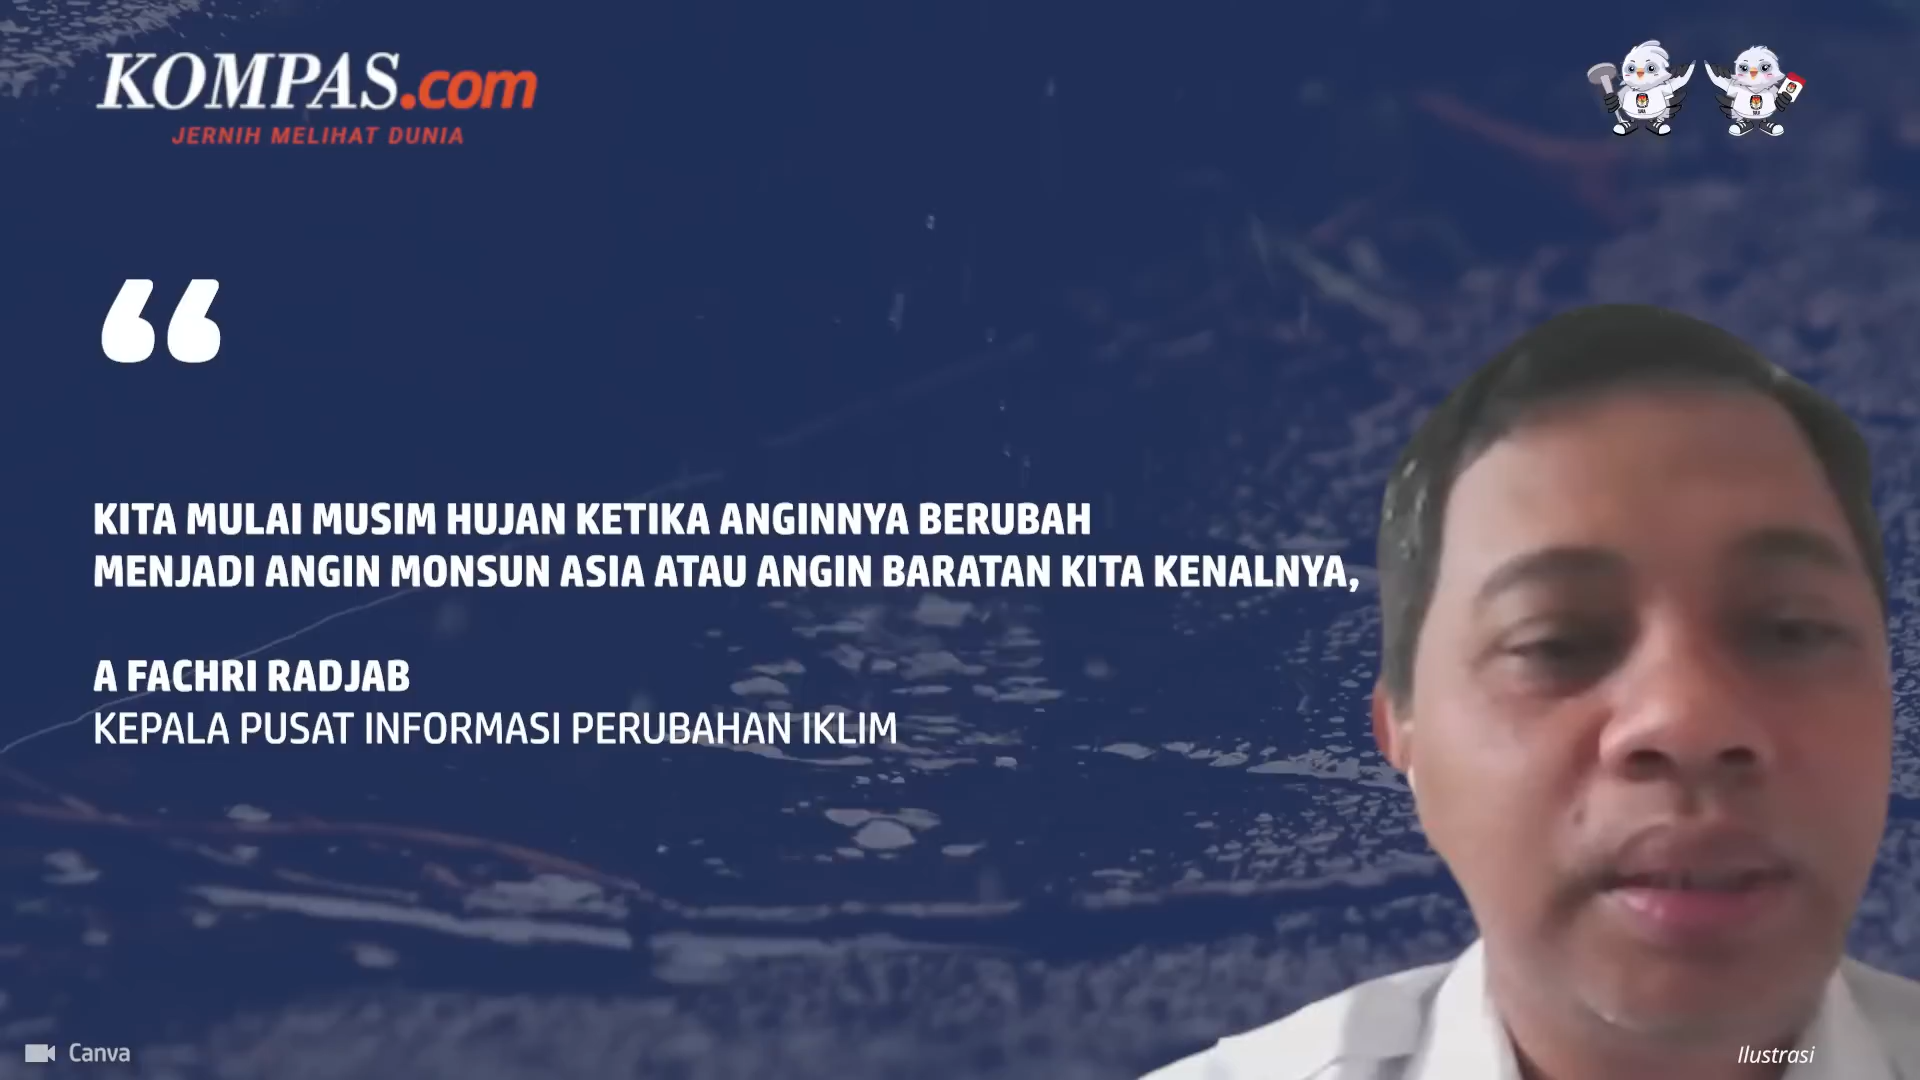 KOMPAS.com
JERNIH MELIHAT DUNIA
“
KITA MULAI MUSIM HUJAN KETIKA ANGINNYA BERUBAH
MENJADI ANGIN MONSUN ASIA ATAU ANGIN BARATAN KITA KENALNYA,
A FACHRI RADJAB
KEPALA PUSAT INFORMASI PERUBAHAN IKLIM
Canva
Ilustrasi